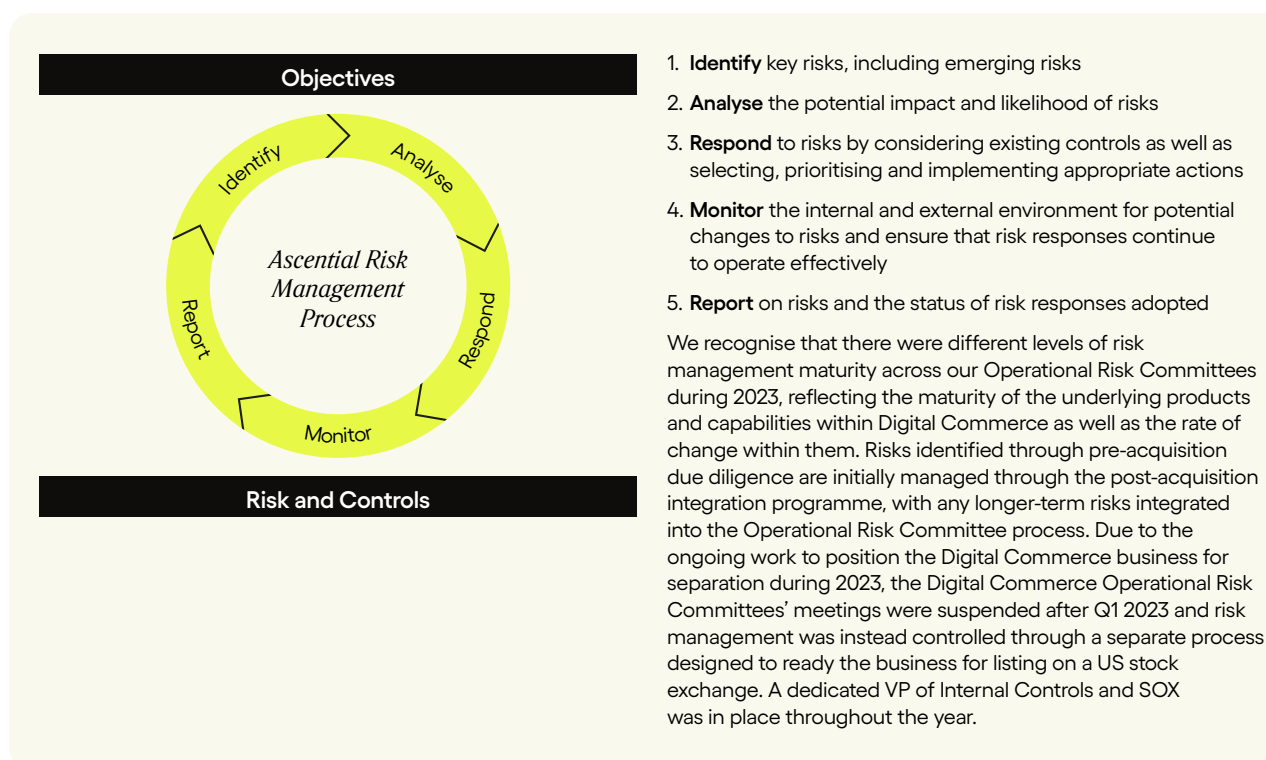 Objectives
Identify
Analyse
Respond
Monitor
Report
Ascential Risk
Management
Process
Risk and Controls
1. Identify key risks, including emerging risks
2. Analyse the potential impact and likelihood of risks
3. Respond to risks by considering existing controls as well as
selecting, prioritising and implementing appropriate actions
4. Monitor the internal and external environment for potential
changes to risks and ensure that risk responses continue
to operate effectively
5. Report on risks and the status of risk responses adopted
We recognise that there were different levels of risk
management maturity across our Operational Risk Committees
during 2023, reflecting the maturity of the underlying products
and capabilities within Digital Commerce as well as the rate of
change within them. Risks identified through pre-acquisition
due diligence are initially managed through the post-acquisition
integration programme, with any longer-term risks integrated
into the Operational Risk Committee process. Due to the
ongoing work to position the Digital Commerce business for
separation during 2023, the Digital Commerce Operational Risk
Committees’ meetings were suspended after Q1 2023 and risk
management was instead controlled through a separate process
designed to ready the business for listing on a US stock
exchange. A dedicated VP of Internal Controls and SOX
was in place throughout the year.